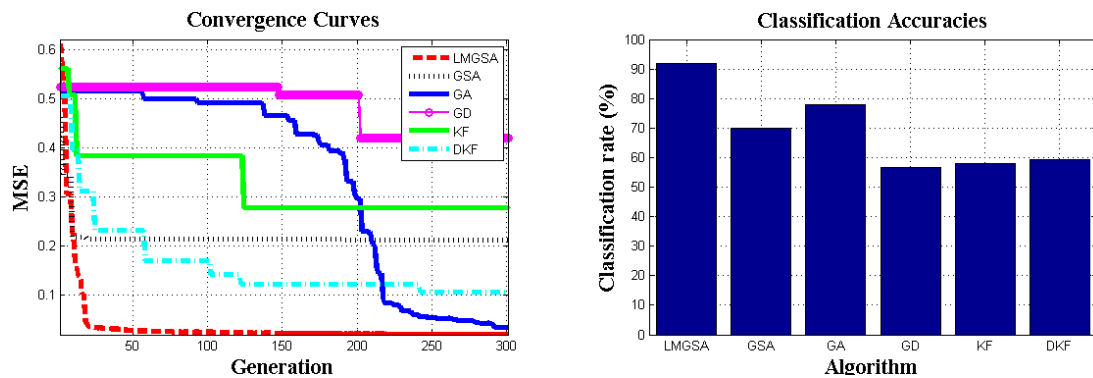 Convergence Curves
0.6
0.5
0.4
0.3
0.2
0.1
MSE
LMGSA
GSA
GA
GD
KF
DKF
50
100
150
200
250
300
Generation
Classification Accuracies
100
90
80
70
60
50
40
30
20
10
0
Classification rate (%)
LMGSA
GSA
GA
GD
KF
DKF
Algorithm